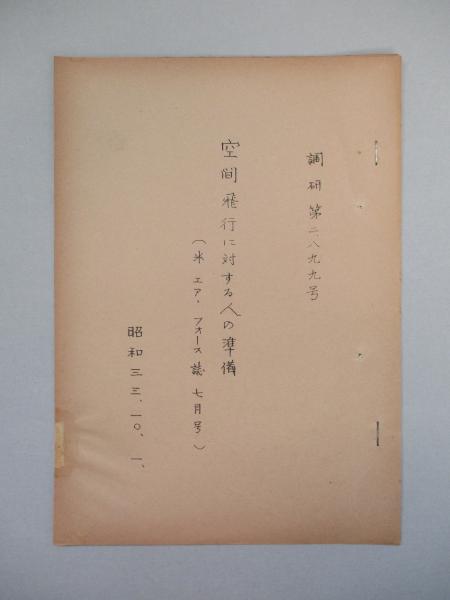 調研第二八九九号
空間飛行に対する人の準備
(米エア、フォース誌七月号)
昭和三三、一〇、一、